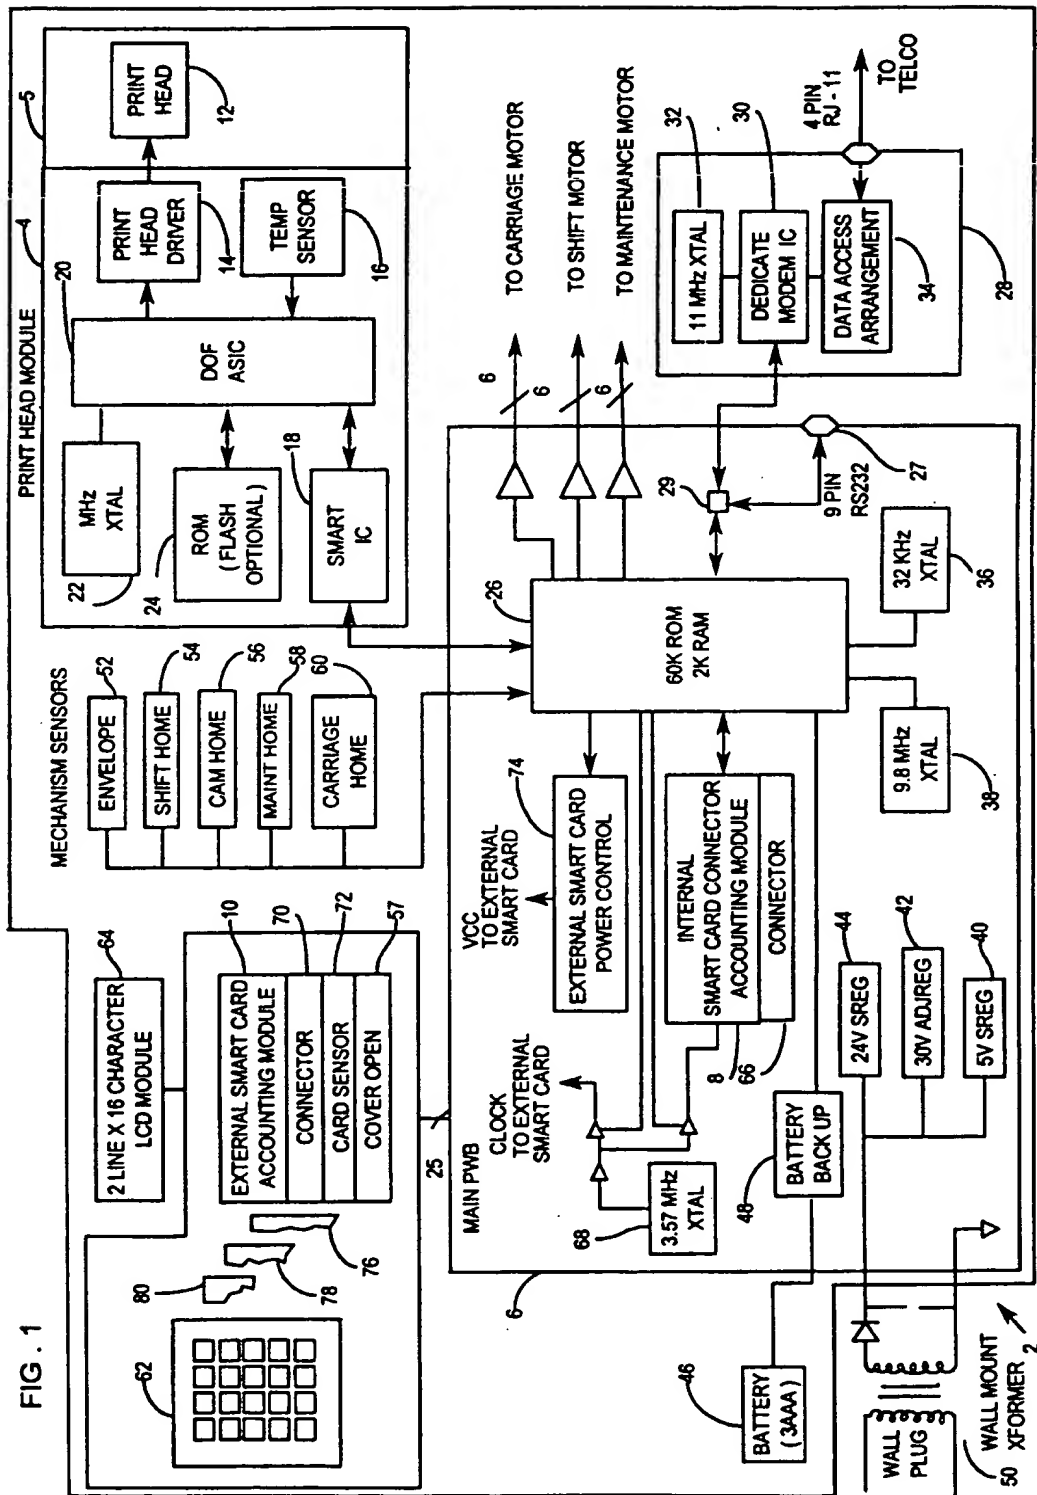 FIG. 1
PRINT HEAD MODULE
4
5
20
MHz
XTAL
22
24
ROM
(FLASH
OPTIONAL)
18
SMART
IC
DOF
ASIC
PRINT
HEAD
DRIVER
14
TEMP
SENSOR
16
PRINT
HEAD
12
MECHANISM SENSORS
ENVELOPE
52
SHIFT HOME
54
CAM HOME
56
MAINT HOME
58
CARRIAGE
HOME
60
2 LINE X 16 CHARACTER
LCD MODULE
64
62
80
78
76
EXTERNAL SMART CARD
ACCOUNTING MODULE
10
CONNECTOR
70
CARD SENSOR
72
COVER OPEN
57
25
MAIN PWB
6
CLOCK
TO EXTERNAL
SMART CARD
VCC
TO EXTERNAL
SMART CARD
74
EXTERNAL SMART CARD
POWER CONTROL
68
3.57 MHz
XTAL
INTERNAL
SMART CARD CONNECTOR
ACCOUNTING MODULE
8
CONNECTOR
66
26
60K ROM
2K RAM
48
BATTERY
BACK UP
46
BATTERY
(3AAA)
24V SREG
44
30V ADJREG
42
5V SREG
40
9.8 MHz
XTAL
38
32 KHz
XTAL
36
29
9 PIN
RS232
27
6
6
6
TO CARRIAGE MOTOR
TO SHIFT MOTOR
TO MAINTENANCE MOTOR
11 MHz XTAL
32
DEDICATE
MODEM IC
30
DATA ACCESS
ARRANGEMENT
34
28
4 PIN
RJ-11
TO
TELCO
WALL
PLUG
50
WALL MOUNT
XFORMER
2